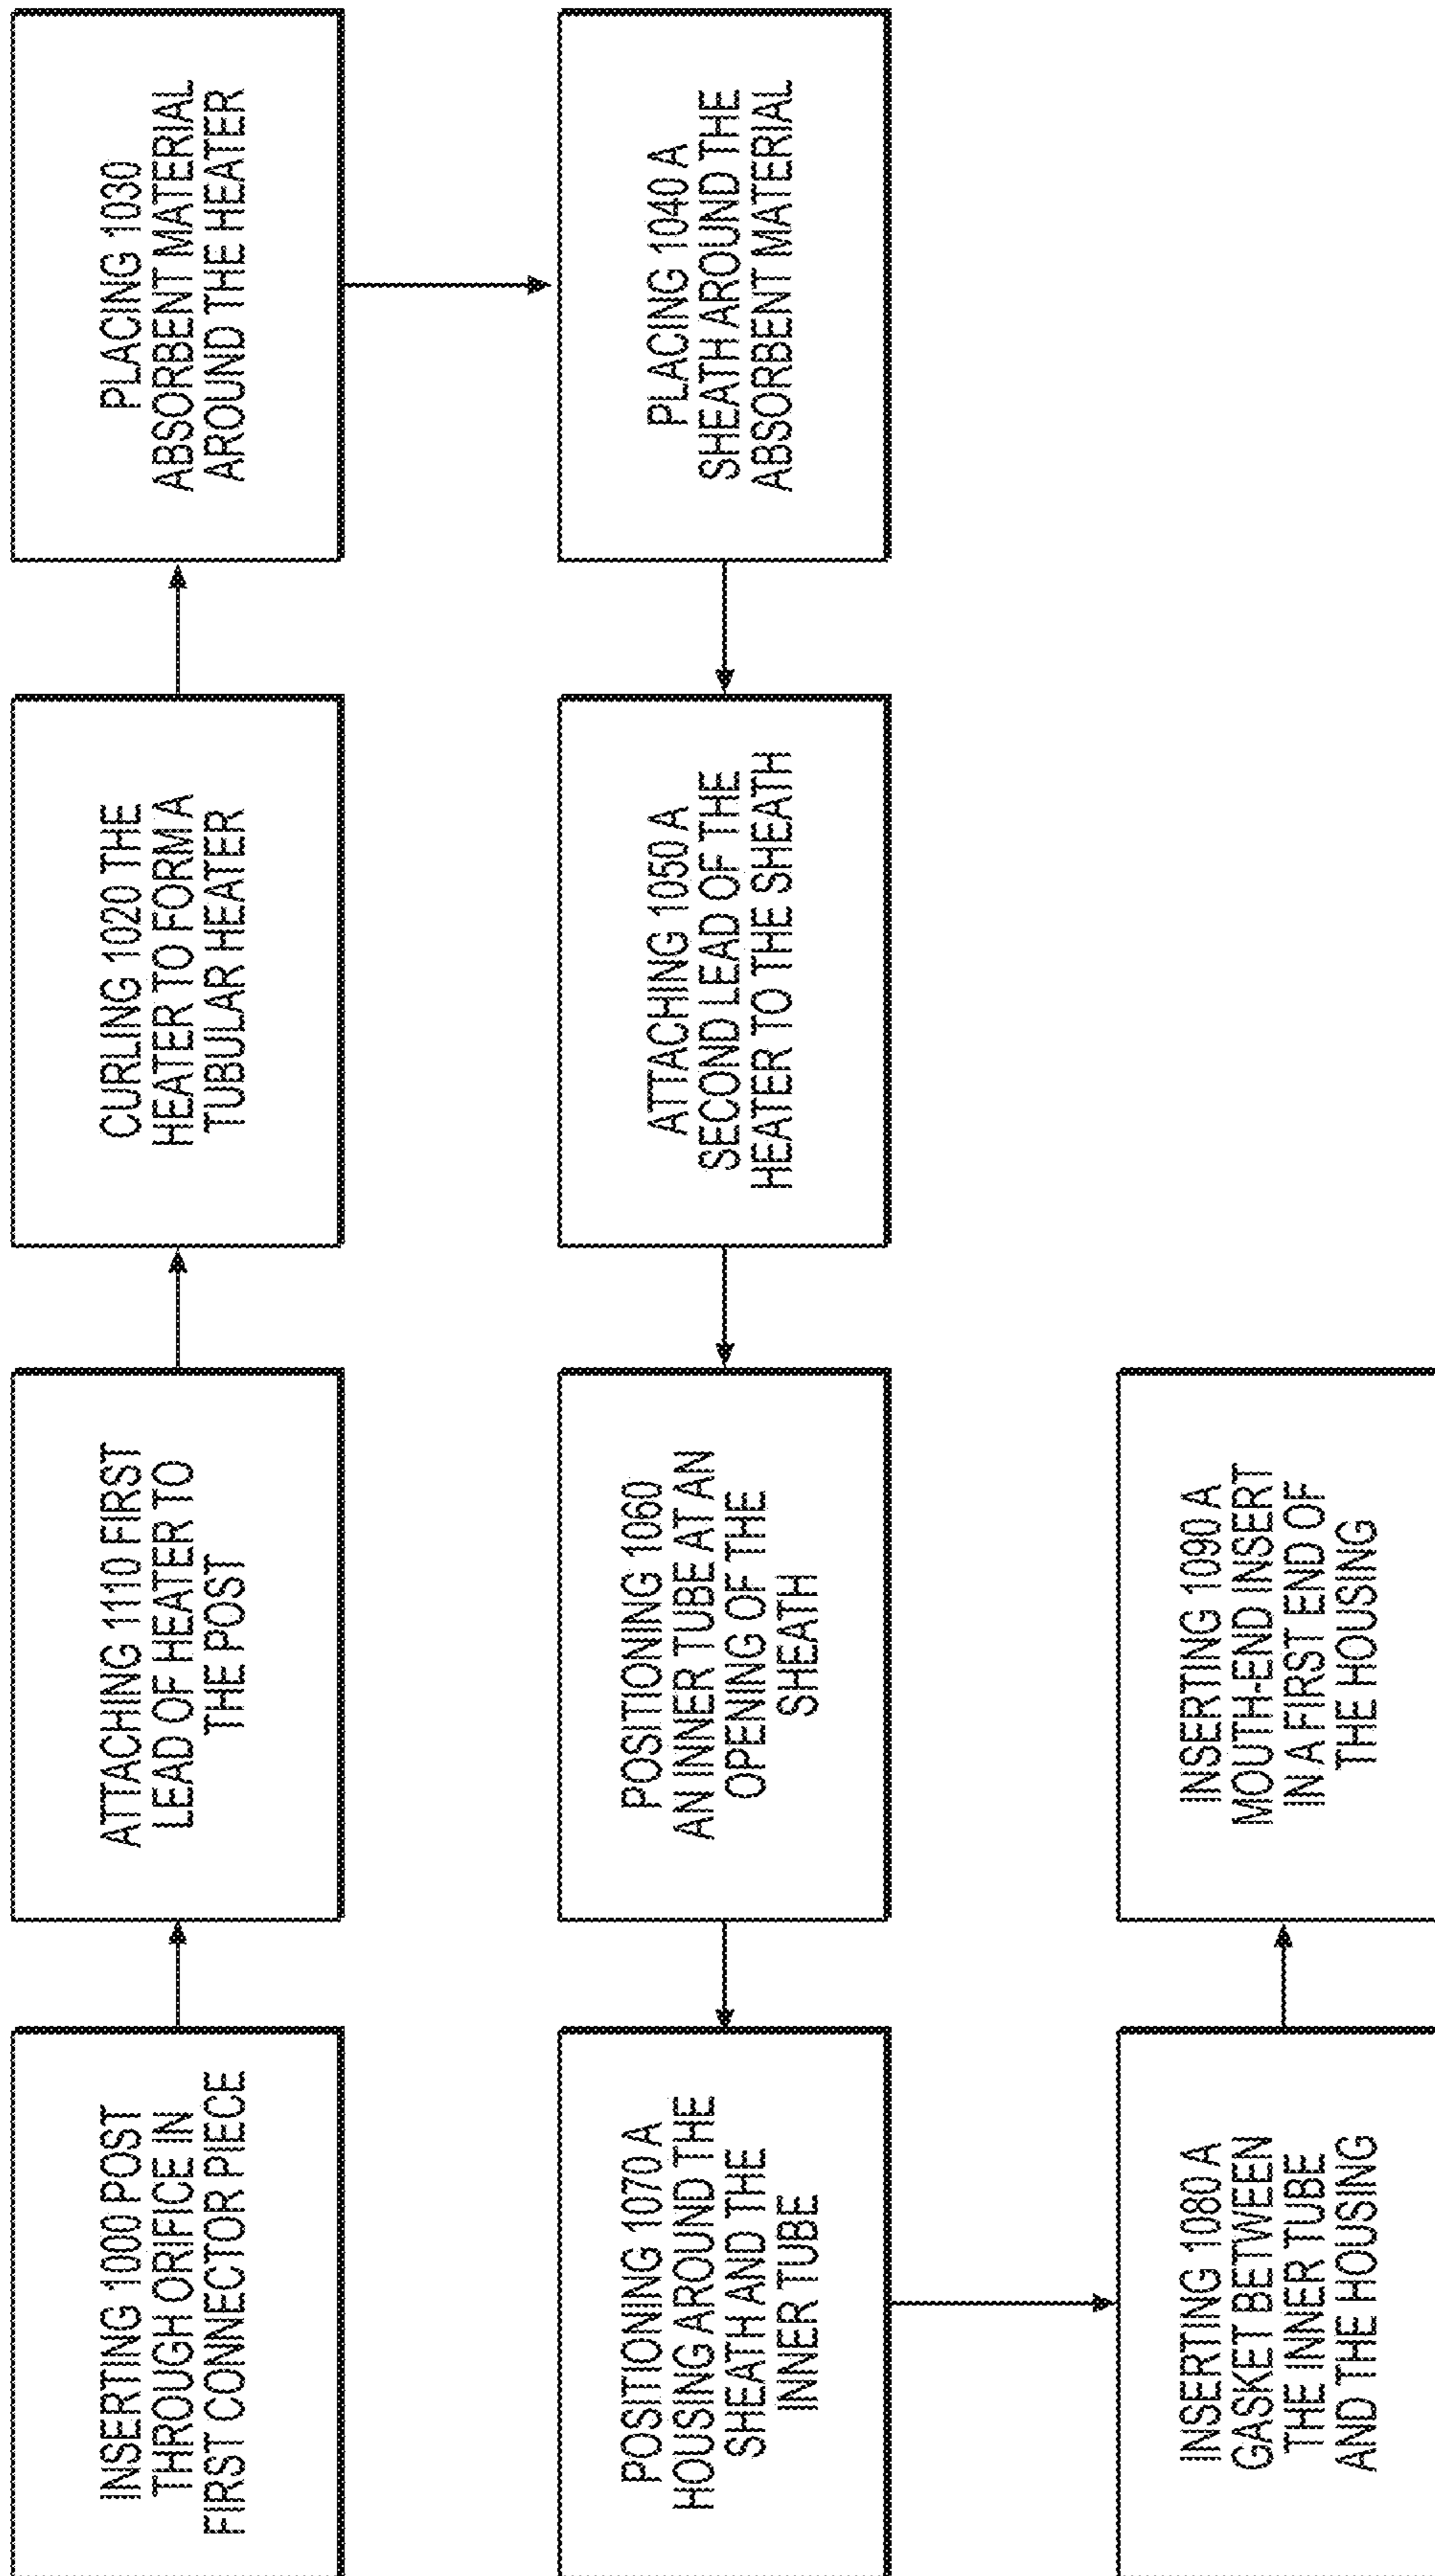 INSERTING 1000 POST
THROUGH ORIFICE IN
FIRST CONNECTOR PIECE
ATTACHING 1110 FIRST
LEAD OF HEATER TO
THE POST
CURLING 1020 THE
HEATER TO FORM A
TUBULAR HEATER
PLACING 1030
ABSORBENT MATERIAL
AROUND THE HEATER
PLACING 1040 A
SHEATH AROUND THE
ABSORBENT MATERIAL
ATTACHING 1050 A
SECOND LEAD OF THE
HEATER TO THE SHEATH
POSITIONING 1060
AN INNER TUBE AT AN
OPENING OF THE
SHEATH
POSITIONING 1070 A
HOUSING AROUND THE
SHEATH AND THE
INNER TUBE
INSERTING 1080 A
GASKET BETWEEN
THE INNER TUBE
AND THE HOUSING
INSERTING 1090 A
MOUTH-END INSERT
IN A FIRST END OF
THE HOUSING